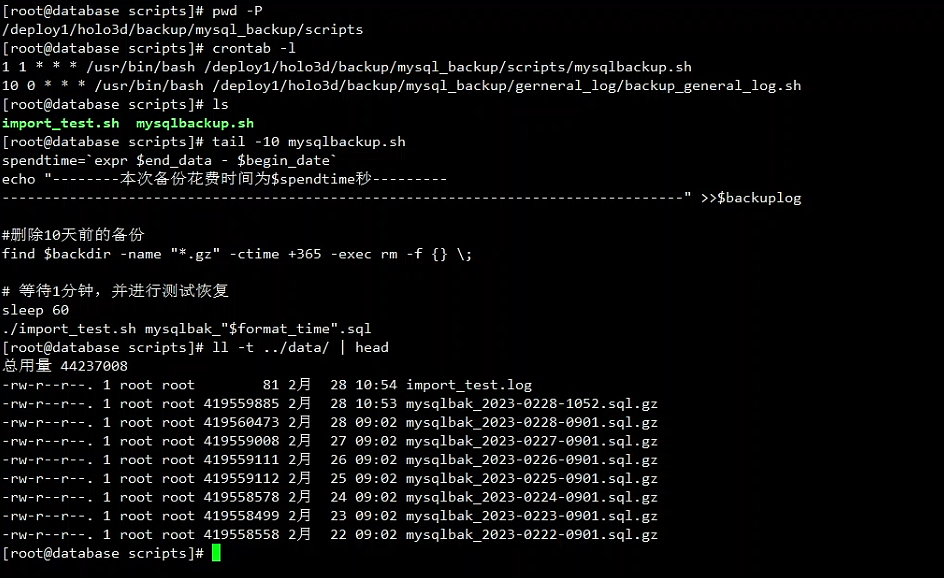 [root@database scripts]# pwd -P
/deploy1/holo3d/backup/mysql_backup/scripts
[root@database scripts]# crontab -l
1 1 * * * /usr/bin/bash /deploy1/holo3d/backup/mysql_backup/scripts/mysqlbackup.sh
10 0 * * * /usr/bin/bash /deploy1/holo3d/backup/mysql_backup/gerneral_log/backup_general_log.sh
[root@database scripts]# ls
import_test.sh  mysqlbackup.sh
[root@database scripts]# tail -10 mysqlbackup.sh
spendtime=`expr $end_data - $begin_date`
echo "--------本次备份花费时间为$spendtime秒---------
---------------------------------------------------------------------------------" >>$backuplog
#删除10天前的备份
find $backdir -name "*.gz" -ctime +365 -exec rm -f {} \;
# 等待1分钟，并进行测试恢复
sleep 60
./import_test.sh mysqlbak_"$format_time".sql
[root@database scripts]# ll -t ../data/ | head
总用量 44237008
-rw-r--r--. 1 root root        81 2月  28 10:54 import_test.log
-rw-r--r--. 1 root root 419559885 2月  28 10:53 mysqlbak_2023-0228-1052.sql.gz
-rw-r--r--. 1 root root 419560473 2月  28 09:02 mysqlbak_2023-0228-0901.sql.gz
-rw-r--r--. 1 root root 419559008 2月  27 09:02 mysqlbak_2023-0227-0901.sql.gz
-rw-r--r--. 1 root root 419559111 2月  26 09:02 mysqlbak_2023-0226-0901.sql.gz
-rw-r--r--. 1 root root 419559112 2月  25 09:02 mysqlbak_2023-0225-0901.sql.gz
-rw-r--r--. 1 root root 419558578 2月  24 09:02 mysqlbak_2023-0224-0901.sql.gz
-rw-r--r--. 1 root root 419558499 2月  23 09:02 mysqlbak_2023-0223-0901.sql.gz
-rw-r--r--. 1 root root 419558558 2月  22 09:02 mysqlbak_2023-0222-0901.sql.gz
[root@database scripts]#